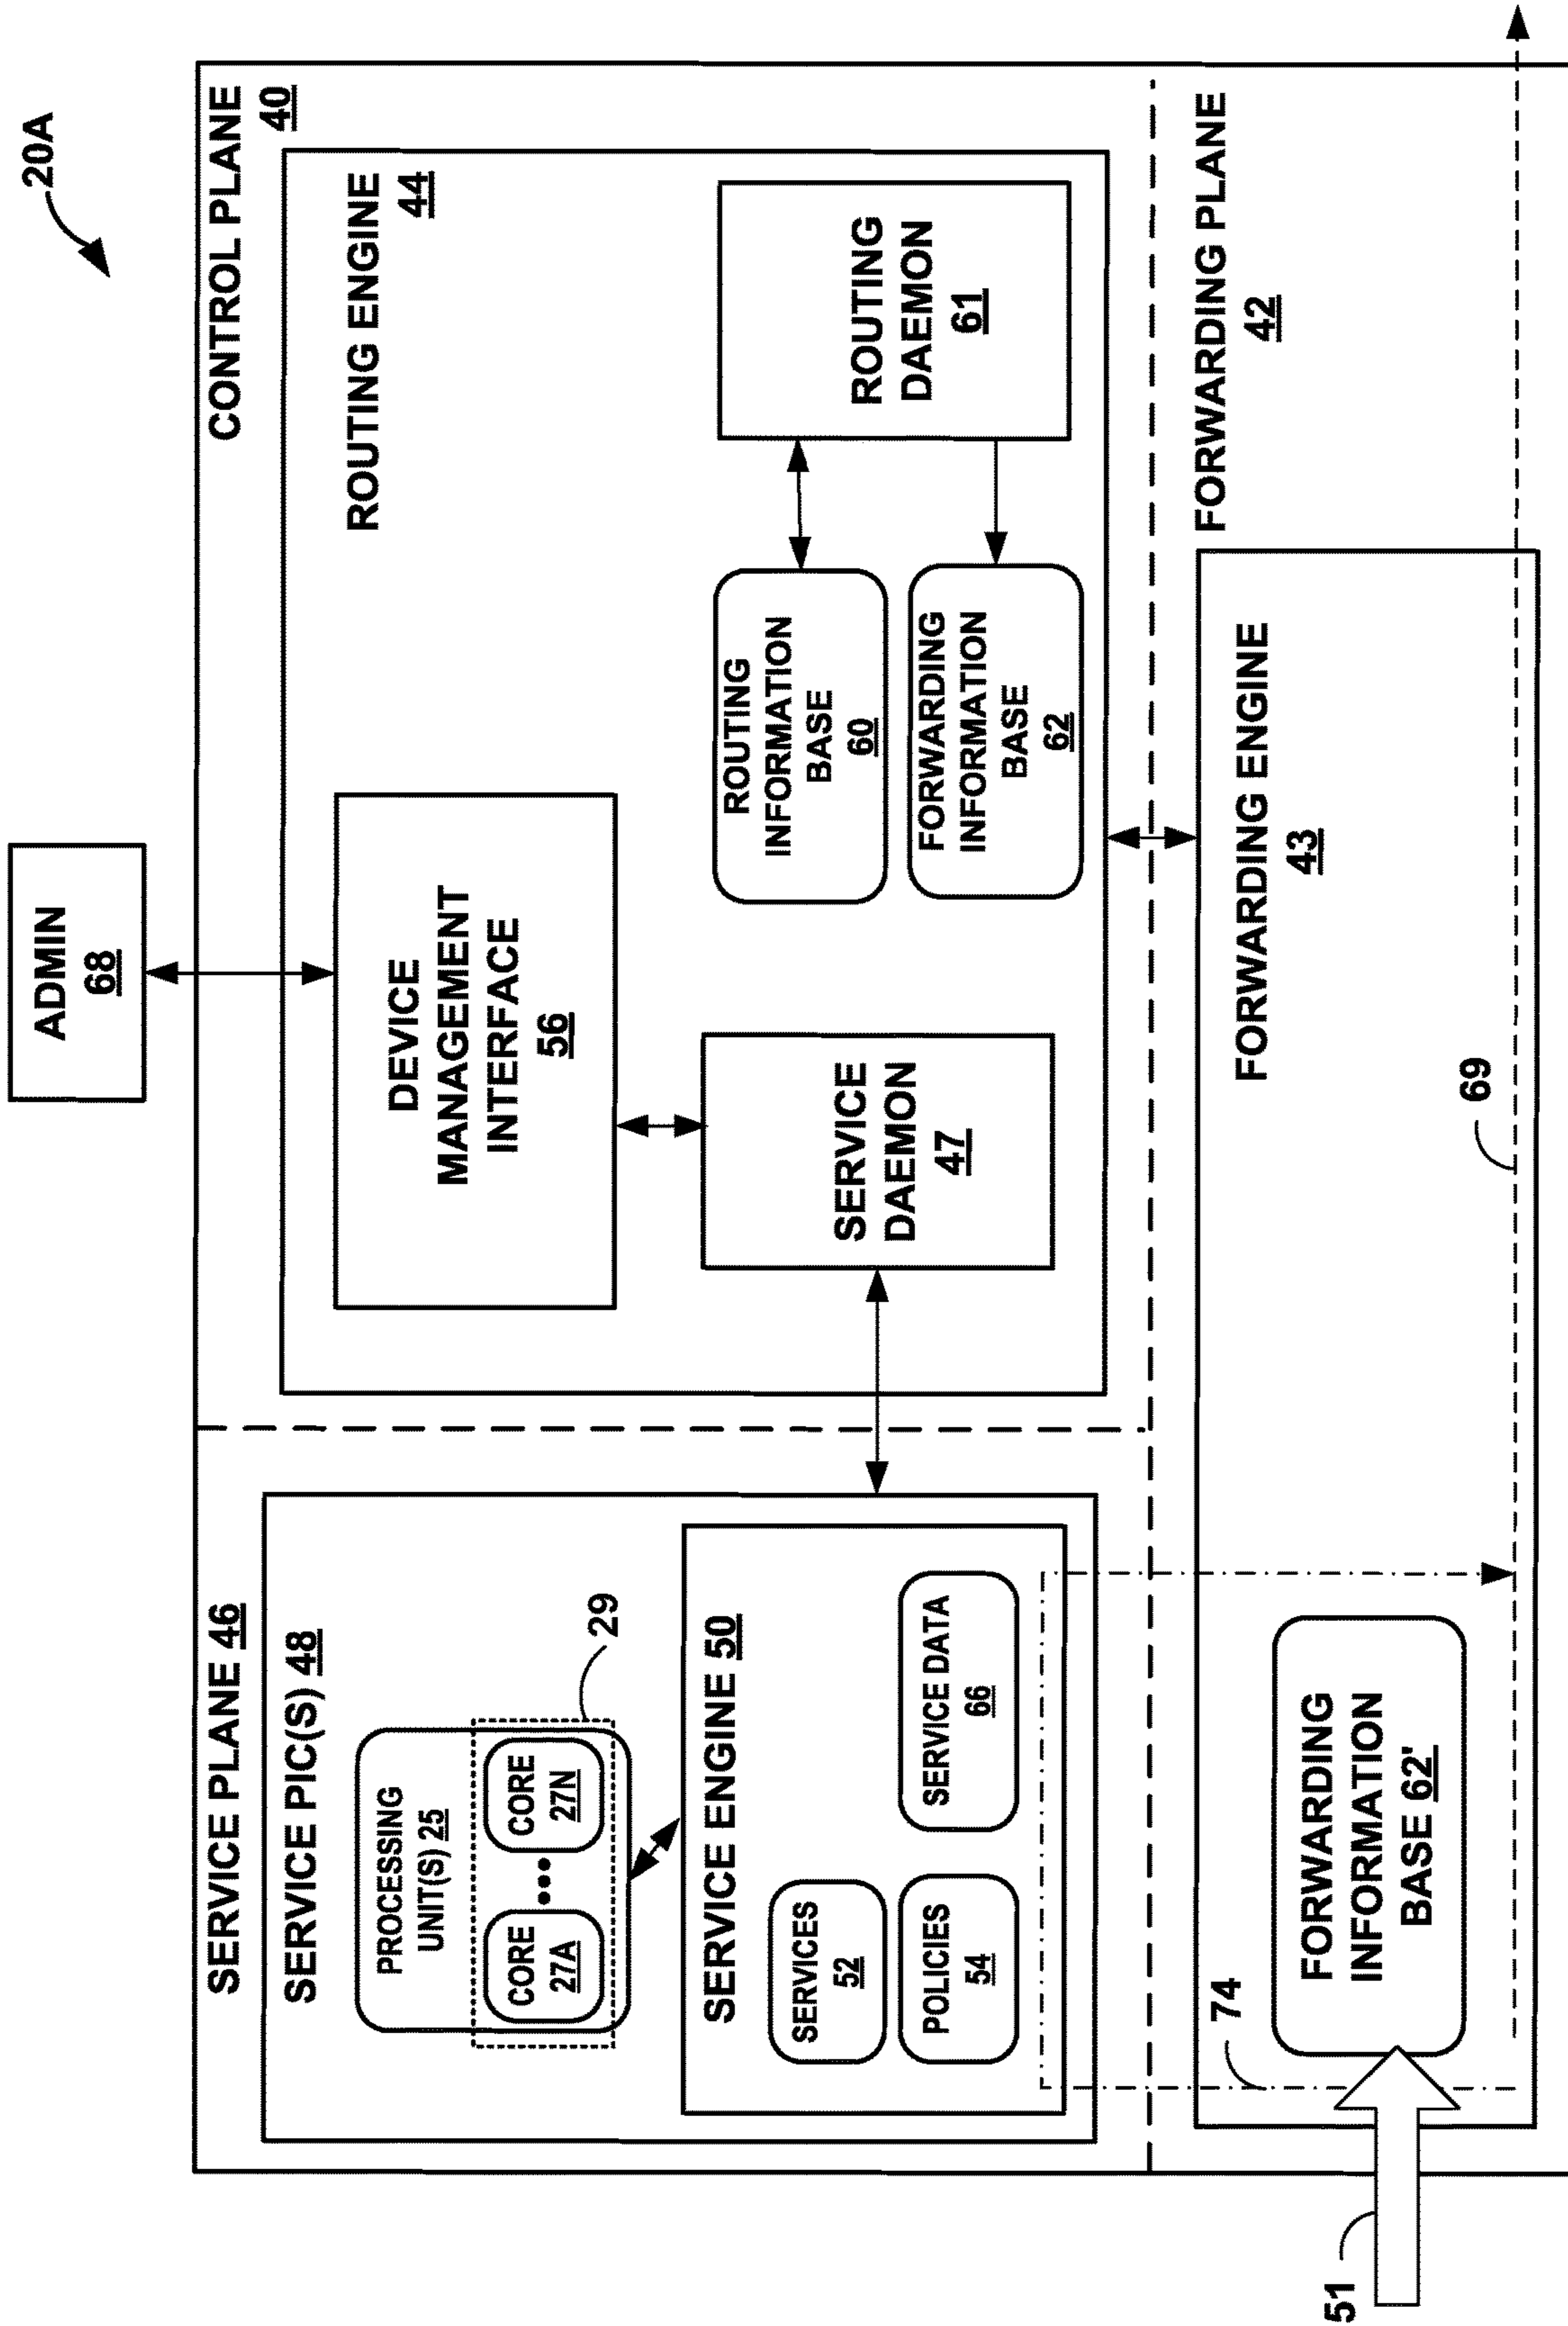 20A
ADMIN
68
SERVICE PLANE 46
CONTROL PLANE
40
SERVICE PIC(S) 48
ROUTING ENGINE
44
PROCESSING
UNIT(S) 25
CORE
27A
CORE
27N
29
DEVICE
MANAGEMENT
INTERFACE
56
SERVICE ENGINE 50
SERVICES
52
POLICIES
54
SERVICE DATA
66
SERVICE
DAEMON
47
ROUTING
INFORMATION
BASE
60
FORWARDING
INFORMATION
BASE
62
ROUTING
DAEMON
61
FORWARDING PLANE
42
74
FORWARDING ENGINE
43
FORWARDING
INFORMATION
BASE 62'
69
51